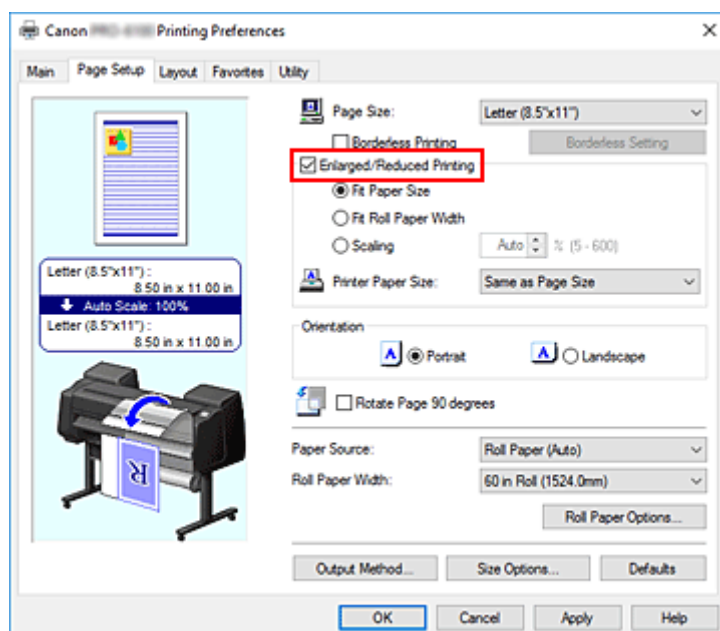 Canon Printing Preferences
Main Page Setup Layout Favorites Utility
Page Size: Letter (8.5"x11")
Borderless Printing Borderless Setting
Enlarged/Reduced Printing
Fit Paper Size
Fit Roll Paper Width
Scaling Auto % (5 - 600)
Printer Paper Size: Same as Page Size
Letter (8.5"x11") :
8.50 in x 11.00 in
Auto Scale: 100%
Letter (8.5"x11") :
8.50 in x 11.00 in
Orientation
A Portrait A Landscape
Rotate Page 90 degrees
R
Paper Source: Roll Paper (Auto)
Roll Paper Width: 60 in Roll (1524.0mm)
Roll Paper Options...
Output Method... Size Options... Defaults
OK Cancel Apply Help